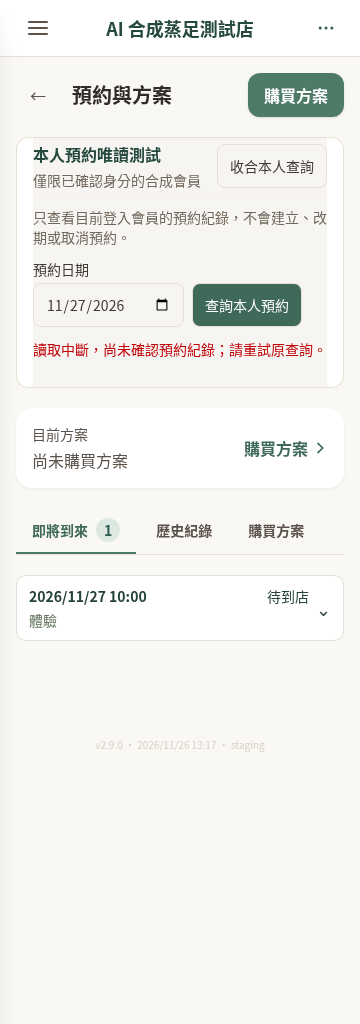 AI 合成蒸足測試店
預約與方案
購買方案
本人預約唯讀測試
僅限已確認身分的合成會員
收合本人查詢
只查看目前登入會員的預約紀錄，不會建立、改
期或取消預約。
預約日期
11/27/2026
查詢本人預約
讀取中斷，尚未確認預約紀錄；請重試原查詢。
目前方案
尚未購買方案
購買方案
即將到來 1
歷史紀錄
購買方案
2026/11/27 10:00
待到店
體驗
v2.9.0 · 2026/11/26 13:17 · staging